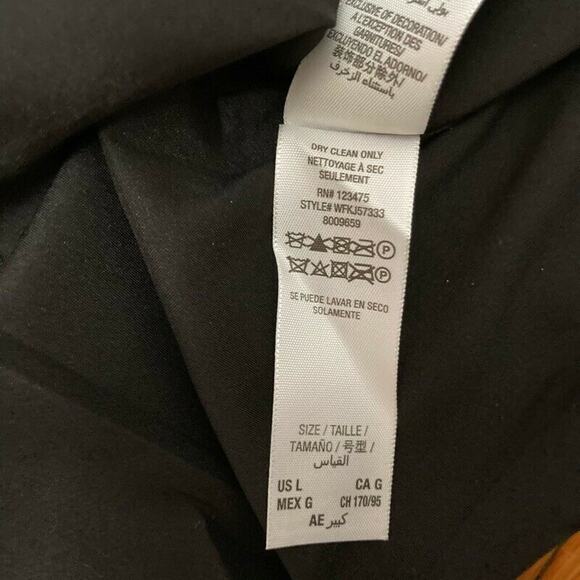 EXCLUSIVE OF DECORATION/
A L'EXCEPTION DES
GARNITURES/
EXCLUYENDO EL ADORNO/
装饰部分除外/
باستثناء الزخرف
DRY CLEAN ONLY
NETTOYAGE À SEC
SEULEMENT
RN# 123475
STYLE# WFKJ57333
8009659
P
P
SE PUEDE LAVAR EN SECO
SOLAMENTE
SIZE / TAILLE /
TAMAÑO / 号型 /
القياس
US L CA G
MEX G CH 170/95
AE كبير